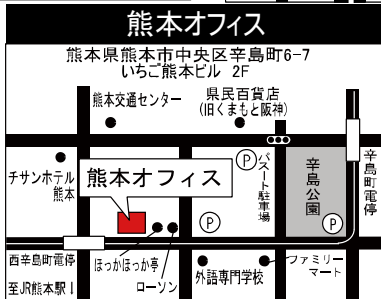 熊本オフィス
熊本県熊本市中央区辛島町6-7
いちご熊本ビル 2F
熊本交通センター
県民百貨店
(旧くまもと阪神)
P
パスート駐車場
辛島公園
辛島町電停
チサンホテル
熊本
熊本オフィス
P
P
西辛島町電停
ほっかほっか亭
ローソン
外語専門学校
ファミリー
マート
至JR熊本駅